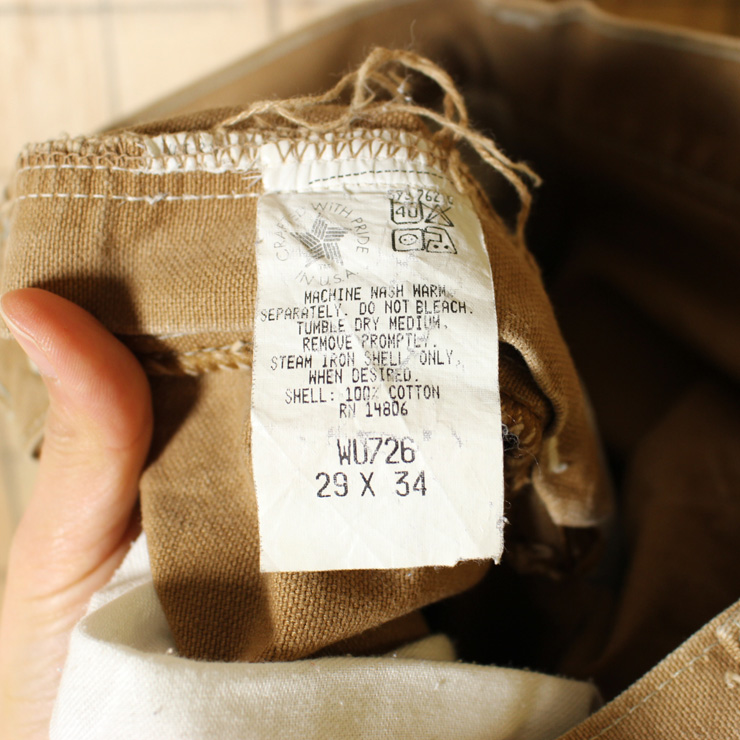 CRAFTED WITH PRIDE
IN U.S.A.
40
MACHINE WASH WARM
SEPARATELY. DO NOT BLEACH.
TUMBLE DRY MEDIUM.
REMOVE PROMPTLY.
STEAM IRON SHELL ONLY,
WHEN DESIRED.
SHELL: 100% COTTON
RN 14806
WU726
29 X 34